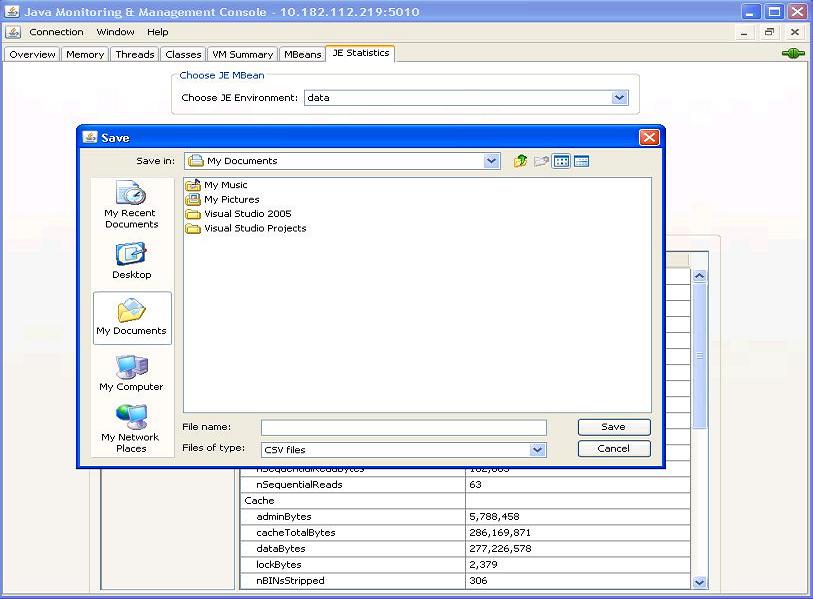 Java Monitoring & Management Console - 10.182.112.219:5010
Connection Window Help
Overview Memory Threads Classes VM Summary MBeans JE Statistics
Choose JE MBean
Choose JE Environment: data
Save
Save in: My Documents
My Recent
Documents
Desktop
My Documents
My Computer
My Network
Places
My Music
My Pictures
Visual Studio 2005
Visual Studio Projects
File name: Save
Files of type: CSV files Cancel
nSequentialReads 63
Cache
adminBytes 5,788,458
cacheTotalBytes 286,169,871
dataBytes 277,226,578
lockBytes 2,379
nBINsStripped 306